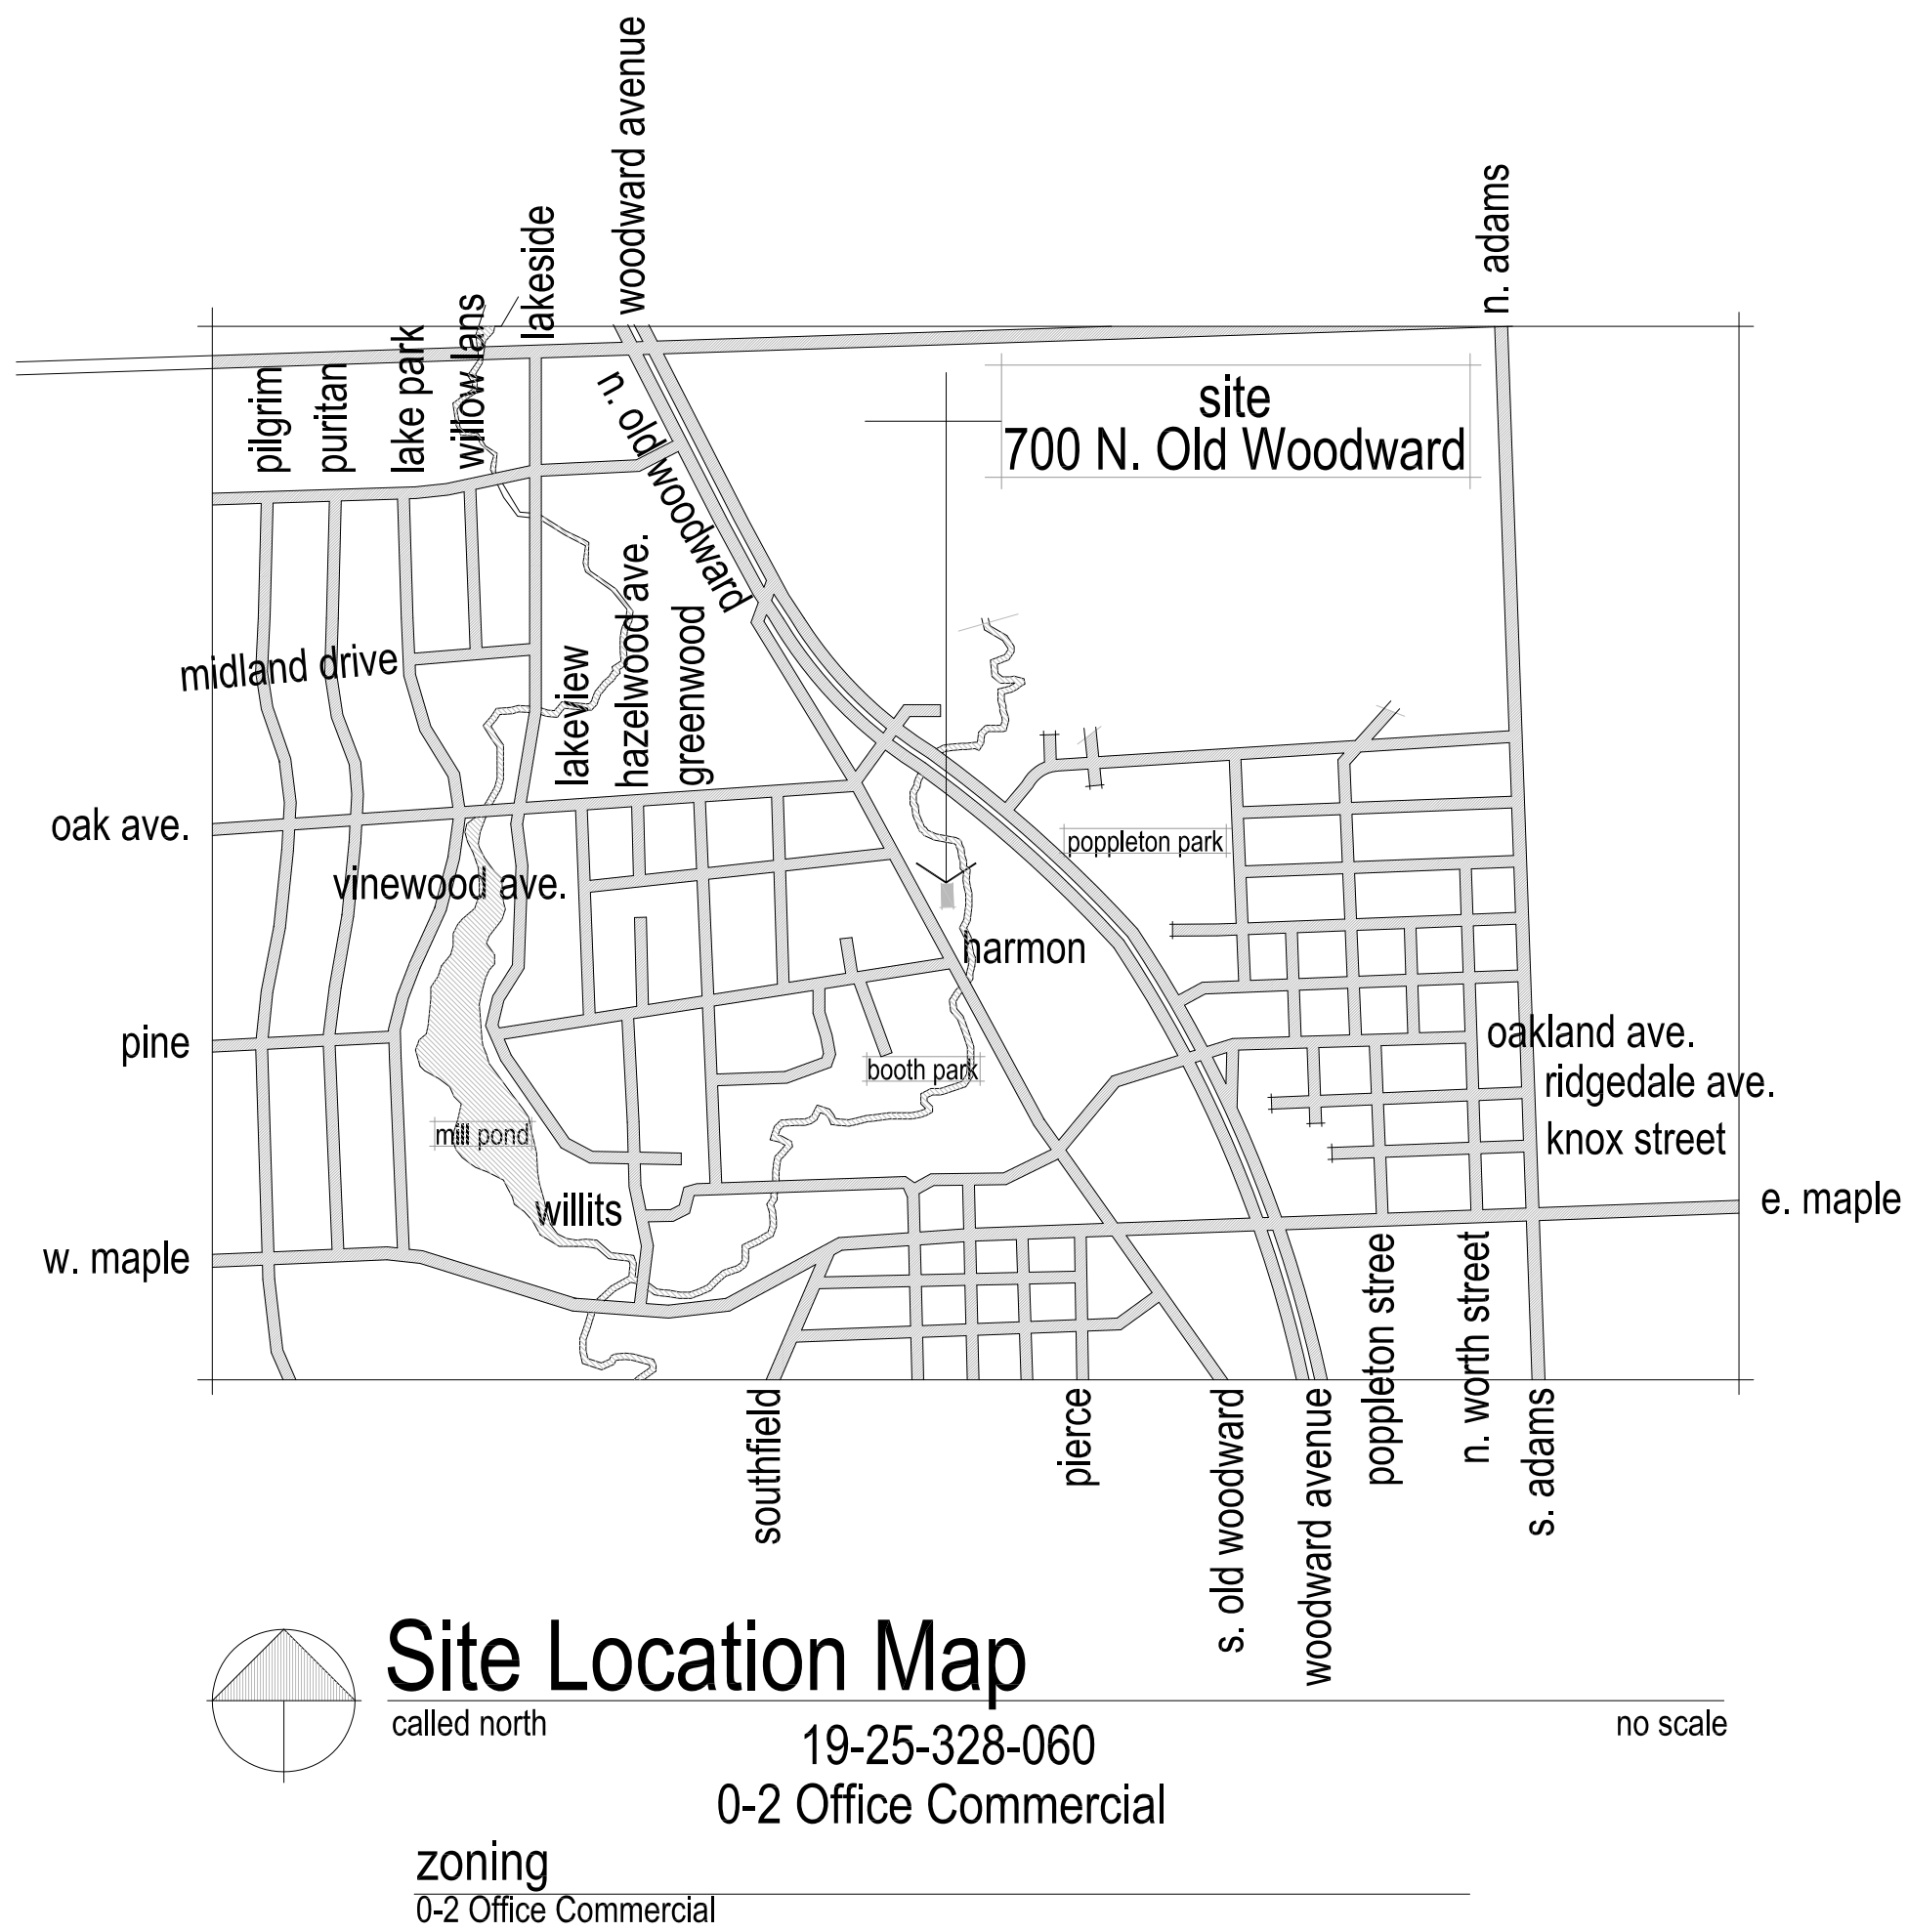 woodward avenue
n. adams
lakeside
willow lans
lake park
puritan
pilgrim
n. old woodward
site
700 N. Old Woodward
hazelwood ave.
greenwood
lakeview
midland drive
oak ave.
poppleton park
vinewood ave.
harmon
pine
oakland ave.
booth park
ridgedale ave.
mill pond
knox street
willits
e. maple
w. maple
poppleton stree
n. worth street
southfield
pierce
s. old woodward
woodward avenue
s. adams
Site Location Map
called north
no scale
19-25-328-060
0-2 Office Commercial
zoning
0-2 Office Commercial